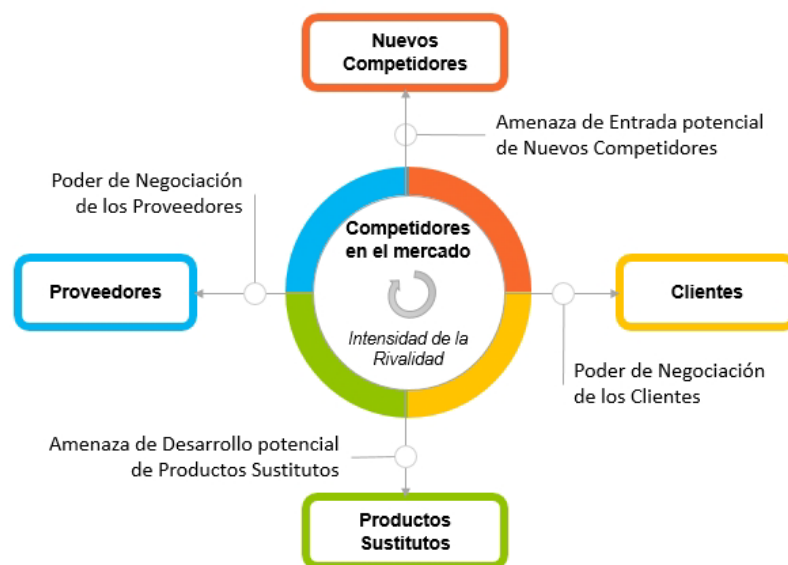 Nuevos
Competidores
Amenaza de Entrada potencial
de Nuevos Competidores
Poder de Negociación
de los Proveedores
Competidores
en el mercado
Proveedores
Clientes
Intensidad de la
Rivalidad
Poder de Negociación
de los Clientes
Amenaza de Desarrollo potencial
de Productos Sustitutos
Productos
Sustitutos